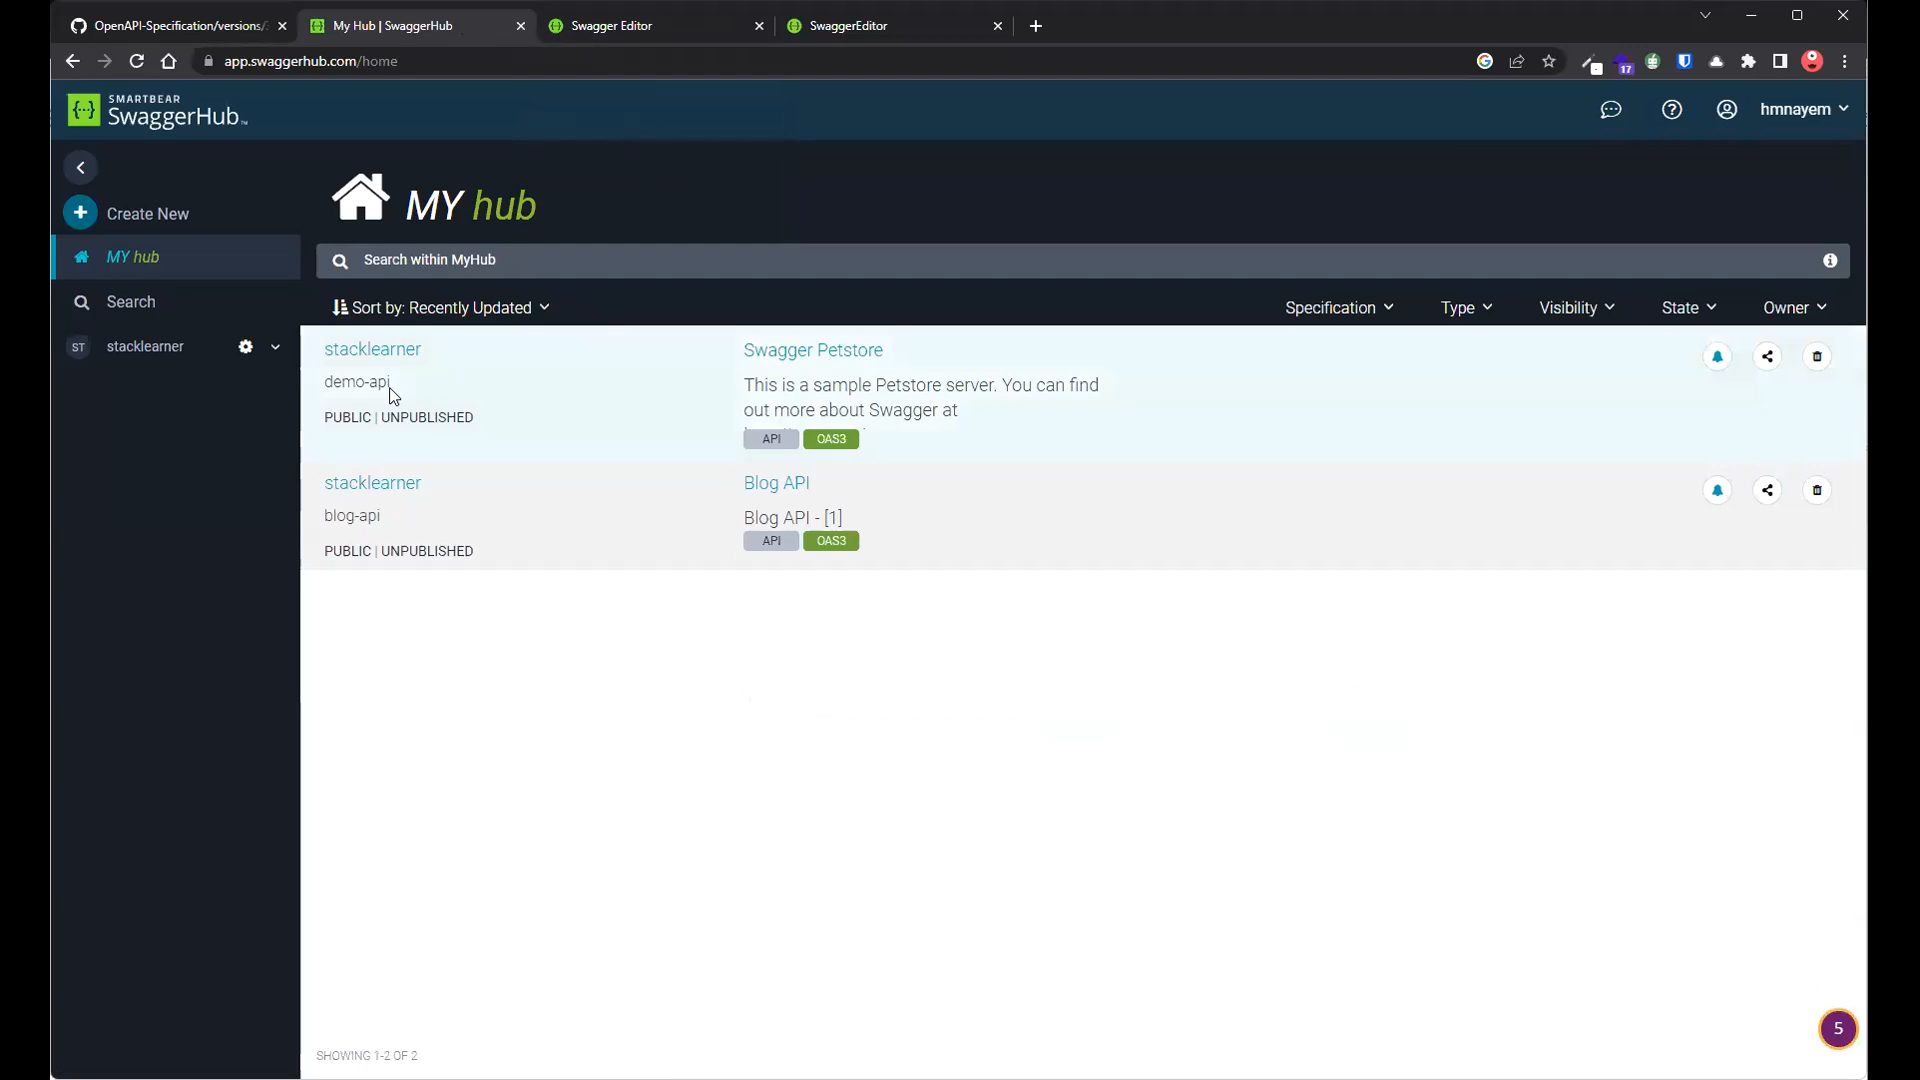 OpenAPI-Specification/versions/
My Hub | SwaggerHub
Swagger Editor
SwaggerEditor
app.swaggerhub.com/home
17
SMARTBEAR
SwaggerHub
hmnayem
Create New
MY hub
Search
ST stacklearner
MY hub
Search within MyHub
Sort by: Recently Updated
Specification Type Visibility State Owner
stacklearner
demo-api
PUBLIC | UNPUBLISHED
Swagger Petstore
This is a sample Petstore server. You can find
out more about Swagger at
API OAS3
stacklearner
blog-api
PUBLIC | UNPUBLISHED
Blog API
Blog API - [1]
API OAS3
SHOWING 1-2 OF 2
5